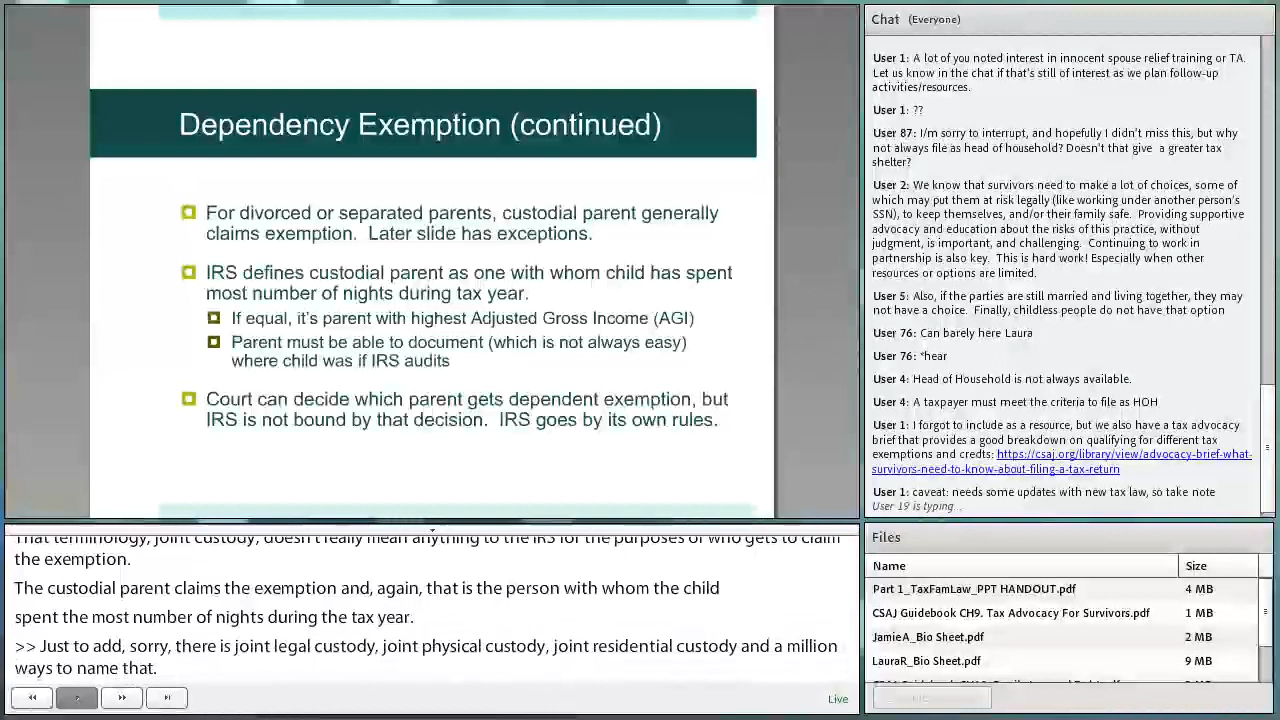 Dependency Exemption (continued)
For divorced or separated parents, custodial parent generally
claims exemption. Later slide has exceptions.
IRS defines custodial parent as one with whom child has spent
most number of nights during tax year.
If equal, it's parent with highest Adjusted Gross Income (AGI)
Parent must be able to document (which is not always easy)
where child was if IRS audits
Court can decide which parent gets dependent exemption, but
IRS is not bound by that decision. IRS goes by its own rules.
That terminology, joint custody, doesn't really mean anything to the IRS for the purposes of who gets to claim
the exemption.
The custodial parent claims the exemption and, again, that is the person with whom the child
spent the most number of nights during the tax year.
>> Just to add, sorry, there is joint legal custody, joint physical custody, joint residential custody and a million
ways to name that.
Live
Chat (Everyone)
User 1: A lot of you noted interest in innocent spouse relief training or TA.
Let us know in the chat if that's still of interest as we plan follow-up
activities/resources.
User 1: ??
User 87: I/m sorry to interrupt, and hopefully I didn't miss this, but why
not always file as head of household? Doesn't that give a greater tax
shelter?
User 2: We know that survivors need to make a lot of choices, some of
which may put them at risk legally (like working under another person's
SSN), to keep themselves, and/or their family safe. Providing supportive
advocacy and education about the risks of this practice, without
judgment, is important, and challenging. Continuing to work in
partnership is also key. This is hard work! Especially when other
resources or options are limited.
User 5: Also, if the parties are still married and living together, they may
not have a choice. Finally, childless people do not have that option
User 76: Can barely here Laura
User 76: *hear
User 4: Head of Household is not always available.
User 4: A taxpayer must meet the criteria to file as HOH
User 1: I forgot to include as a resource, but we also have a tax advocacy
brief that provides a good breakdown on qualifying for different tax
exemptions and credts: https://csaj.org/library/view/advocacy-brief-what-
survivors-need-to-know-about-filing-a-tax-return
User 1: caveat: needs some updates with new tax law, so take note
User 19 is typing...
Files
Name Size
Part 1_TaxFamLaw_PPT HANDOUT.pdf 4 MB
CSAJ Guidebook CH9. Tax Advocacy For Survivors.pdf 1 MB
JamieA_Bio Sheet.pdf 2 MB
LauraR_Bio Sheet.pdf 9 MB